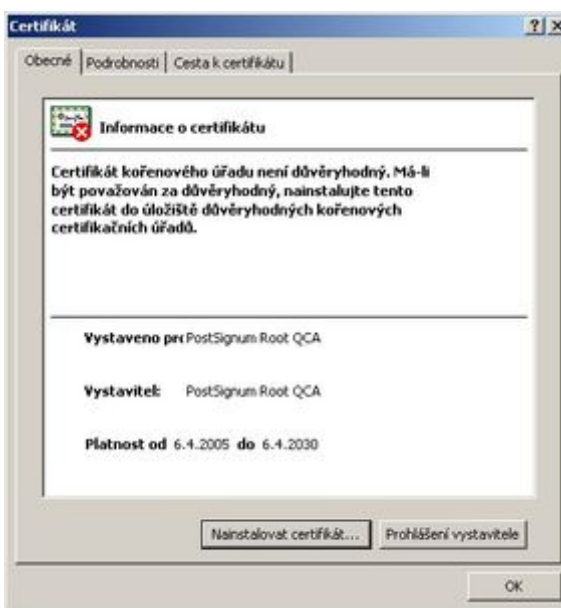 Certifikát
Obecné Podrobnosti Cesta k certifikátu
Informace o certifikátu
Certifikát kořenového úřadu není důvěryhodný. Má-li
být považován za důvěryhodný, nainstalujte tento
certifikát do úložiště důvěryhodných kořenových
certifikačních úřadů.
Vystaveno pro PostSignum Root QCA
Vystavitel: PostSignum Root QCA
Platnost od 6.4.2005 do 6.4.2030
Nainstalovat certifikát... Prohlášení vystavitele
OK